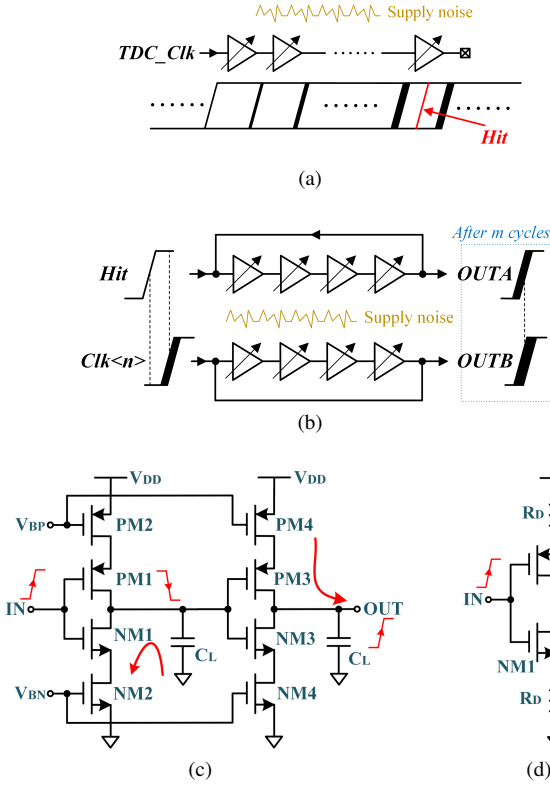 Supply noise
TDC_Clk
Hit
(a)
After m cycles
Hit
OUTA
Supply noise
Clk<n>
OUTB
(b)
VDD
VDD
VBP
PM2
PM4
RD
PM1
PM3
IN
OUT
IN
NM1
CL
NM3
CL
NM1
VBN
NM2
NM4
RD
(c)
(d)